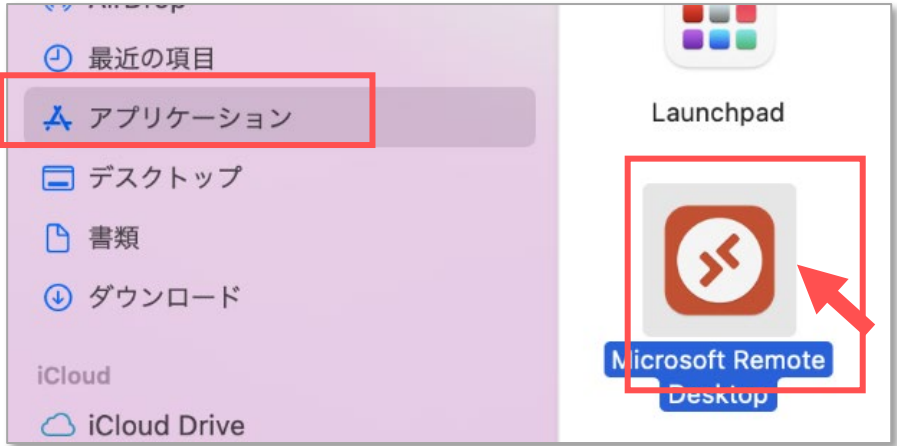 AirDrop
最近の項目
アプリケーション
デスクトップ
書類
ダウンロード
iCloud
iCloud Drive
Launchpad
Microsoft Remote
Desktop